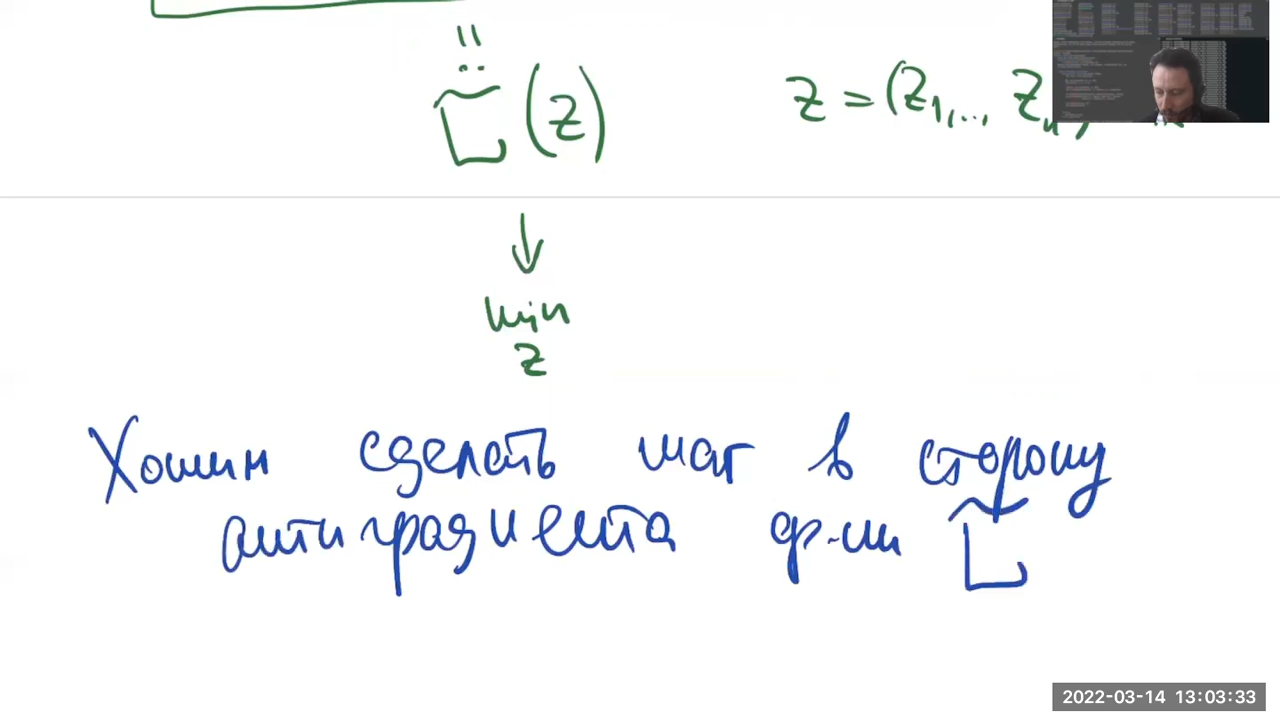 L̃(z) z = (z₁, ... zₙ)
↓
min
z
Хотим сделать шаг в сторону
антиградиента ф-ии L̃
2022-03-14 13:03:33